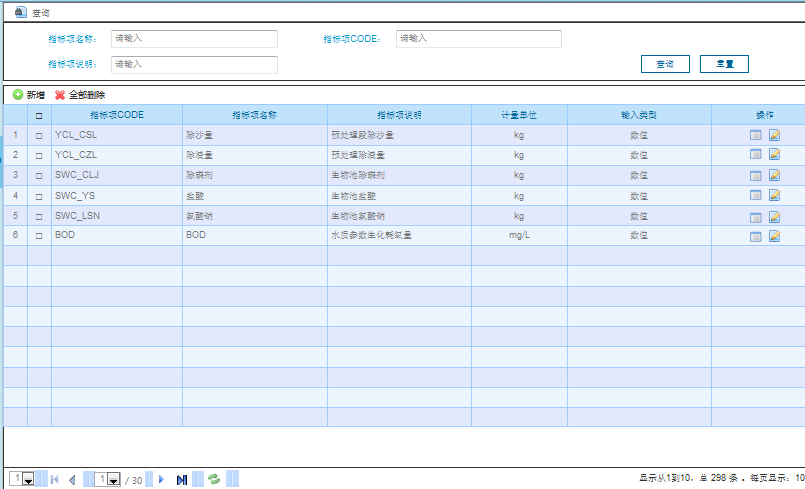 查询
指标项名称： 请输入 指标项CODE： 请输入
指标项说明： 请输入 查询 重置
新增 全部删除
指标项CODE 指标项名称 指标项说明 计量单位 输入类型 操作
1 YCL_CSL 除沙量 预处理段除沙量 kg 数值
2 YCL_CZL 除渣量 预处理除渣量 kg 数值
3 SWC_CLJ 除磷剂 生物池除磷剂 kg 数值
4 SWC_YS 盐酸 生物池盐酸 kg 数值
5 SWC_LSN 氯酸钠 生物池氯酸钠 kg 数值
6 BOD BOD 水质参数生化耗氧量 mg/L 数值
1 1 / 30 显示从1到10，总 298 条 。每页显示：10